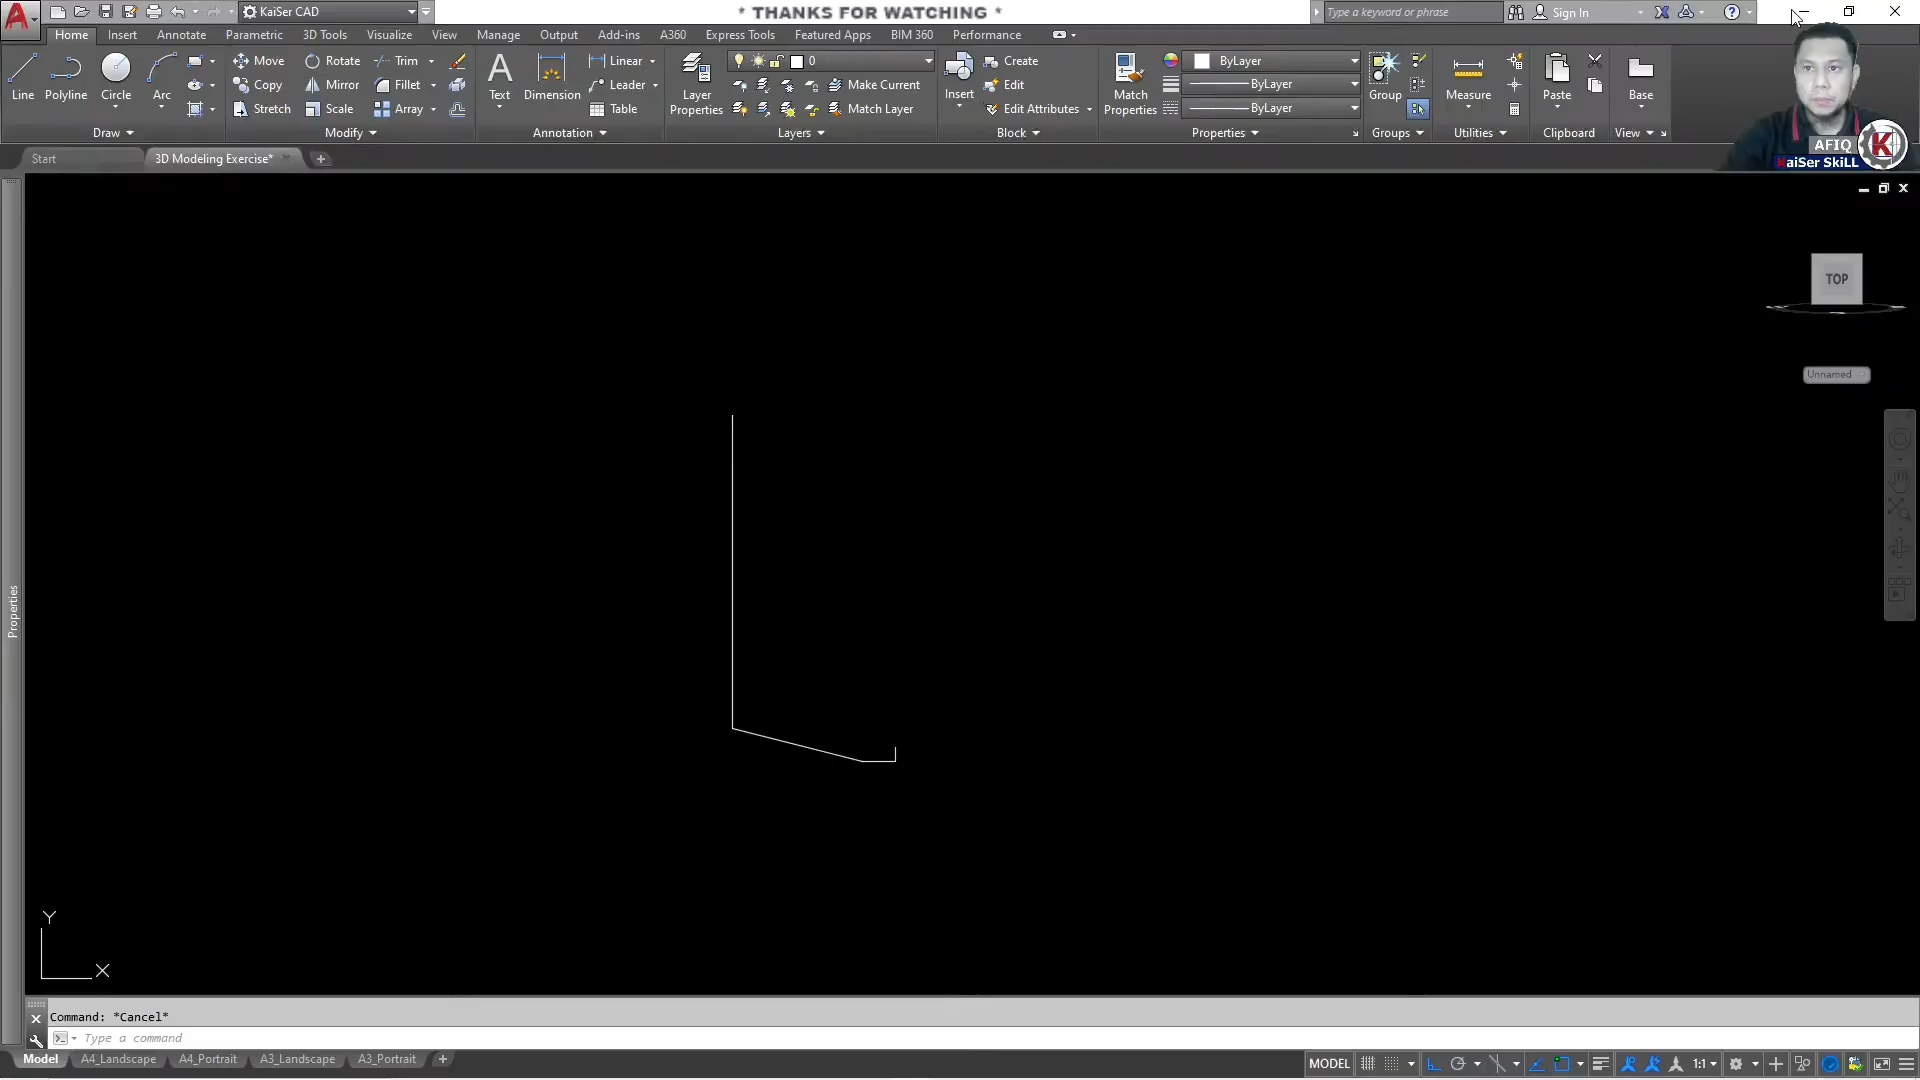 KaiSer CAD
* THANKS FOR WATCHING *
Type a keyword or phrase
Sign In
Home Insert Annotate Parametric 3D Tools Visualize View Manage Output Add-ins A360 Express Tools Featured Apps BIM 360 Performance
Line Polyline Circle Arc
Move Rotate Trim
Copy Mirror Fillet
Stretch Scale Array
Text Dimension
Linear
Leader
Table
Layer Properties
0
Make Current
Match Layer
Insert
Create
Edit
Edit Attributes
Match Properties
ByLayer
ByLayer
ByLayer
Group
Measure
Paste
Base
Draw Modify Annotation Layers Block Properties Groups Utilities Clipboard View
AFIQ
KaiSer SkiLL
K
Start 3D Modeling Exercise*
TOP
Unnamed
Properties
Y
X
Command: *Cancel*
Type a command
Model A4_Landscape A4_Portrait A3_Landscape A3_Portrait
MODEL
1:1